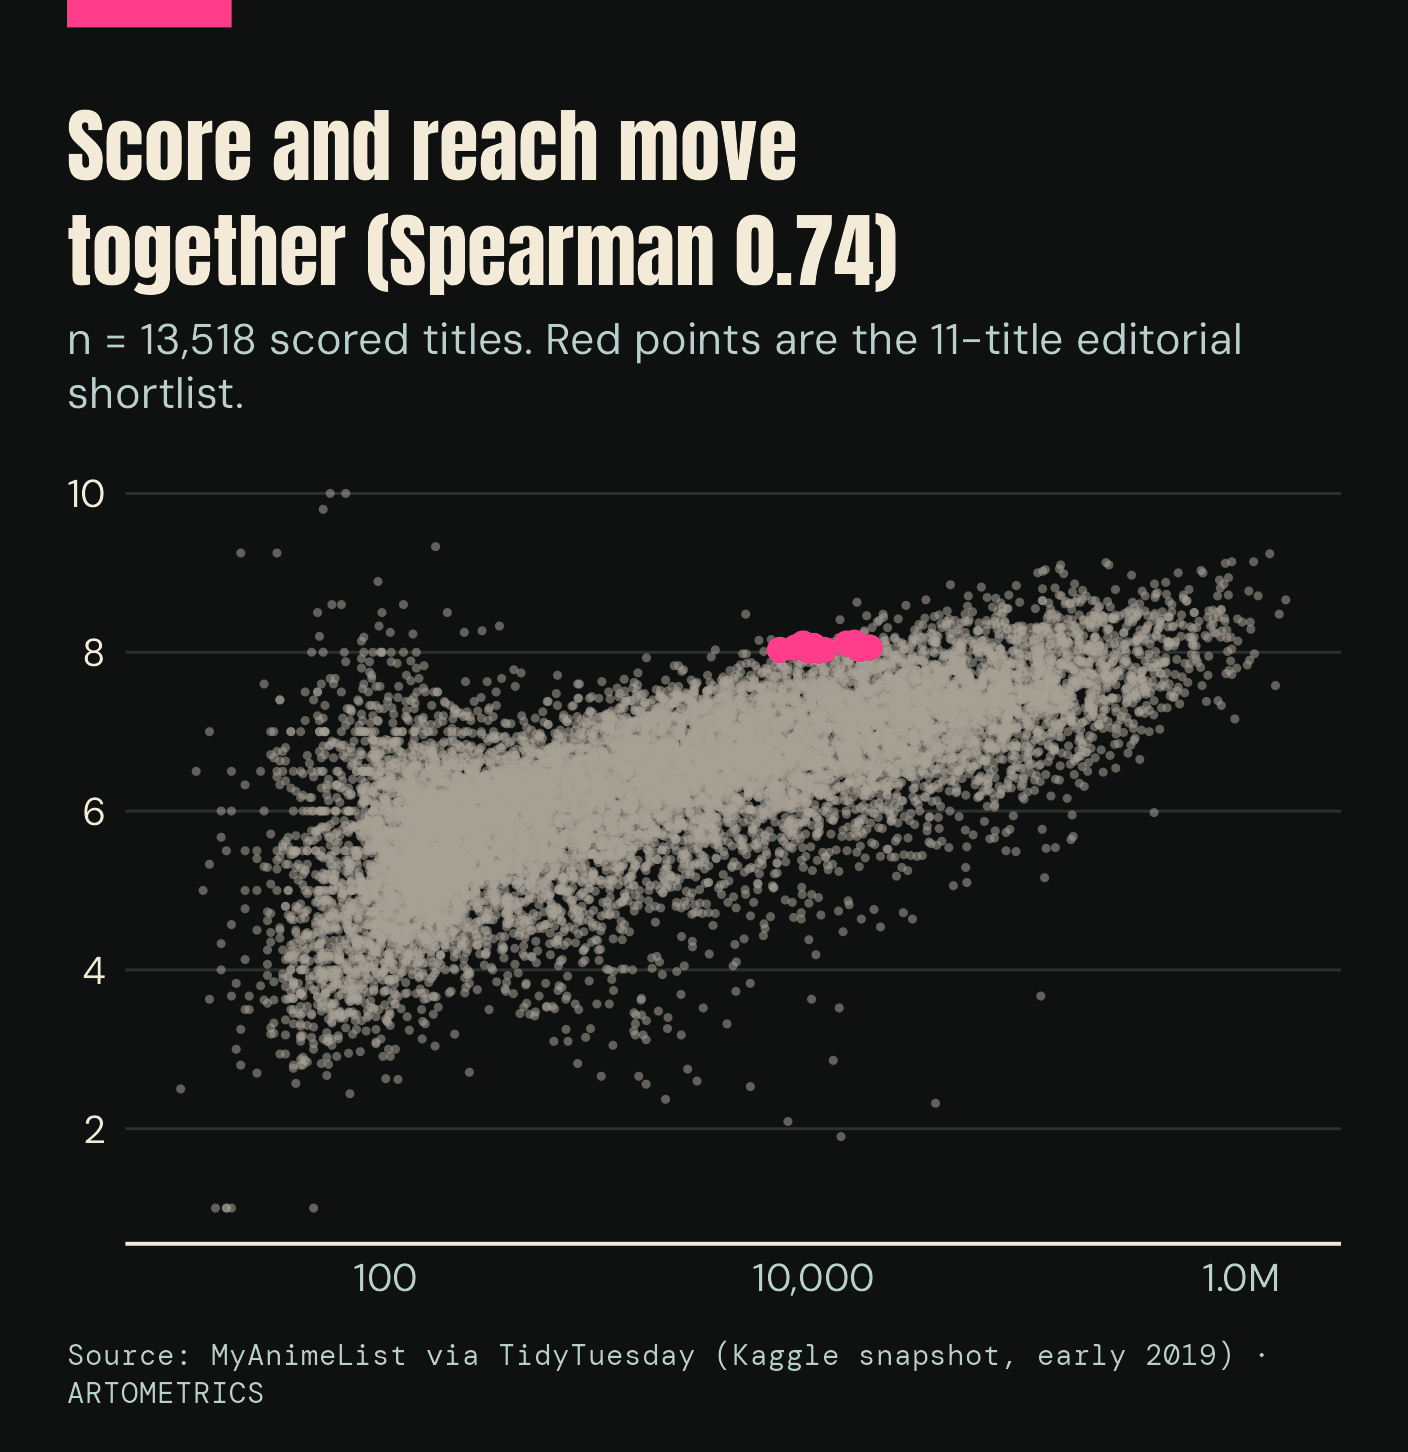 Score and reach move
together (Spearman 0.74)
n = 13,518 scored titles. Red points are the 11-title editorial
shortlist.
10
8
6
4
2
100
10,000
1.0M
Source: MyAnimeList via TidyTuesday (Kaggle snapshot, early 2019) ·
ARTOMETRICS